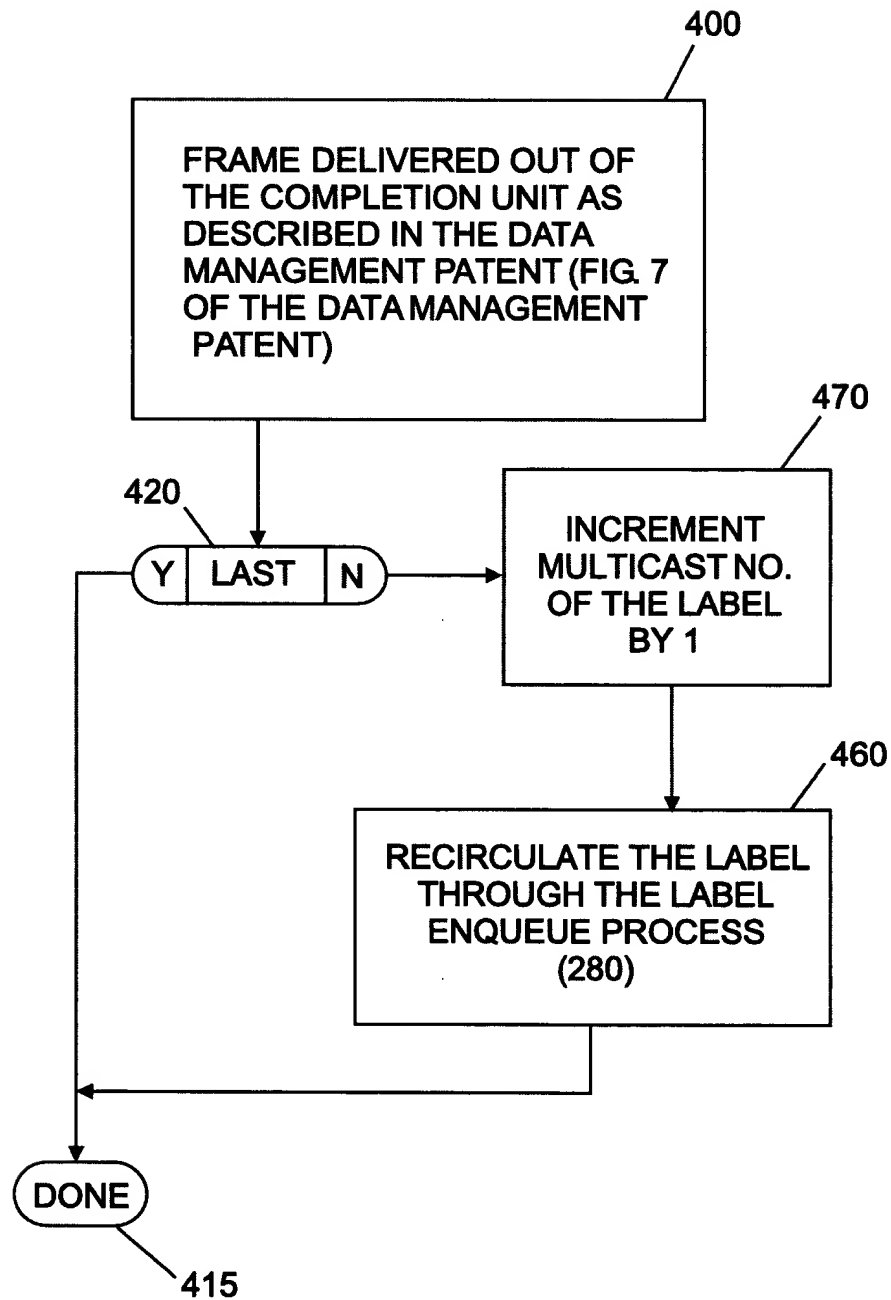 400
FRAME DELIVERED OUT OF
THE COMPLETION UNIT AS
DESCRIBED IN THE DATA
MANAGEMENT PATENT (FIG. 7
OF THE DATA MANAGEMENT
PATENT)
470
420
Y LAST N
INCREMENT
MULTICAST NO.
OF THE LABEL
BY 1
460
RECIRCULATE THE LABEL
THROUGH THE LABEL
ENQUEUE PROCESS
(280)
DONE
415